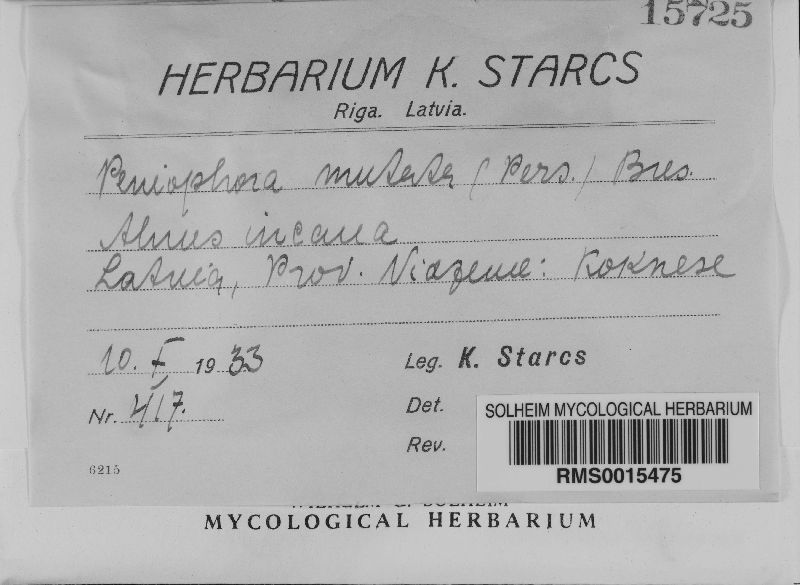 15725
HERBARIUM K. STARCS
Riga. Latvia.
Peniophora mutata (Pers.) Bres.
Alnus incana
Latvia, Prov. Vidzeme: Koknese
10. 1933
Leg. K. Starcs
Nr. 417.
Det.
Rev.
6215
SOLHEIM MYCOLOGICAL HERBARIUM
RMS0015475
MYCOLOGICAL HERBARIUM